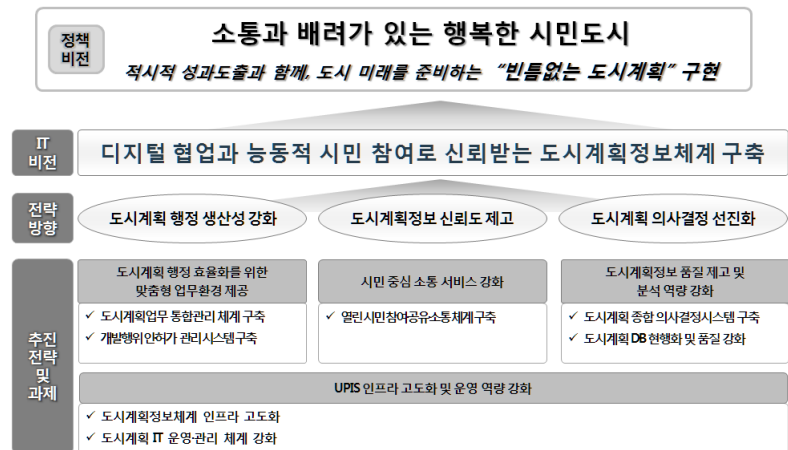 정책
비전
소통과 배려가 있는 행복한 시민도시
적시적 성과도출과 함께, 도시 미래를 준비하는 “빈틈없는 도시계획” 구현
IT
비전
디지털 협업과 능동적 시민 참여로 신뢰받는 도시계획정보체계 구축
전략
방향
도시계획 행정 생산성 강화
도시계획정보 신뢰도 제고
도시계획 의사결정 선진화
추진
전략
및
과제
도시계획 행정 효율화를 위한
맞춤형 업무환경 제공
✓ 도시계획업무 통합관리 체계 구축
✓ 개발행위인허가 관리시스템 구축
시민 중심 소통 서비스 강화
✓ 열린시민참여공유소통체계 구축
도시계획정보 품질 제고 및
분석 역량 강화
✓ 도시계획 종합 의사결정시스템 구축
✓ 도시계획 DB 현행화 및 품질 강화
UPIS 인프라 고도화 및 운영 역량 강화
✓ 도시계획정보체계 인프라 고도화
✓ 도시계획 IT 운영·관리 체계 강화